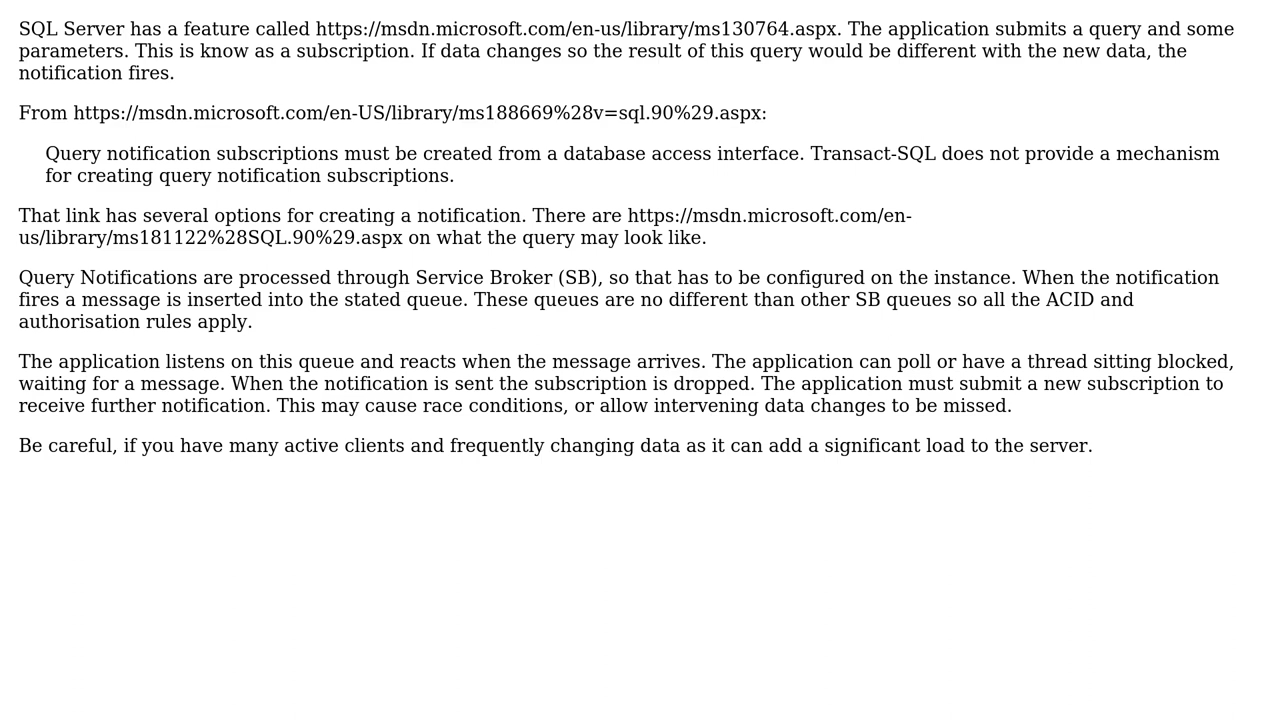 SQL Server has a feature called https://msdn.microsoft.com/en-us/library/ms130764.aspx. The application submits a query and some
parameters. This is know as a subscription. If data changes so the result of this query would be different with the new data, the
notification fires.
From https://msdn.microsoft.com/en-US/library/ms188669%28v=sql.90%29.aspx:
Query notification subscriptions must be created from a database access interface. Transact-SQL does not provide a mechanism
for creating query notification subscriptions.
That link has several options for creating a notification. There are https://msdn.microsoft.com/en-
us/library/ms181122%28SQL.90%29.aspx on what the query may look like.
Query Notifications are processed through Service Broker (SB), so that has to be configured on the instance. When the notification
fires a message is inserted into the stated queue. These queues are no different than other SB queues so all the ACID and
authorisation rules apply.
The application listens on this queue and reacts when the message arrives. The application can poll or have a thread sitting blocked,
waiting for a message. When the notification is sent the subscription is dropped. The application must submit a new subscription to
receive further notification. This may cause race conditions, or allow intervening data changes to be missed.
Be careful, if you have many active clients and frequently changing data as it can add a significant load to the server.